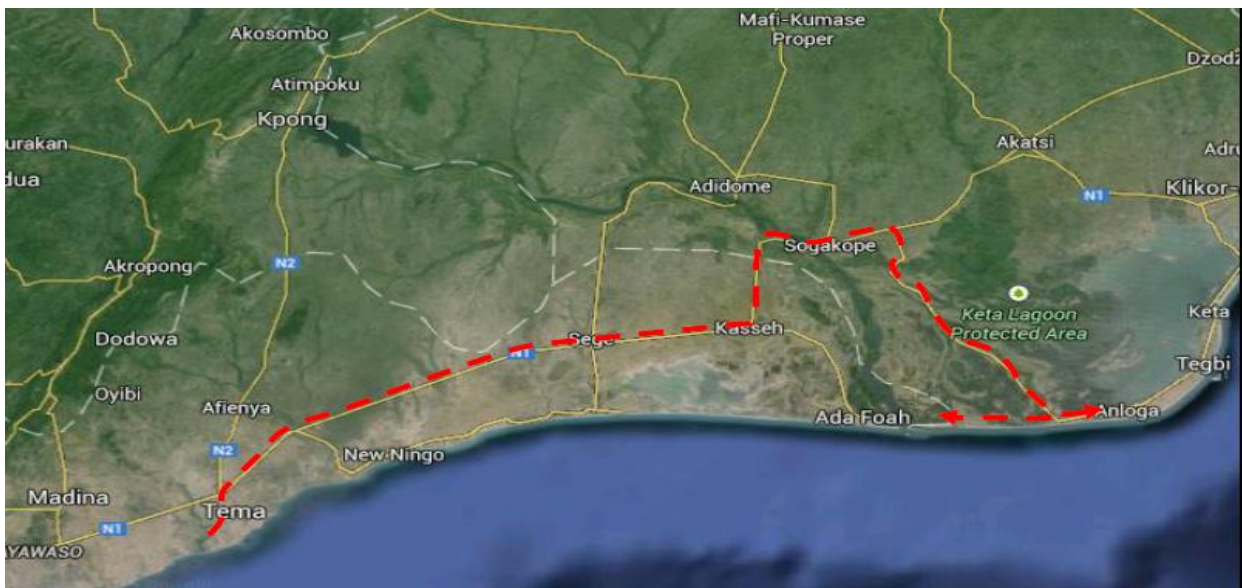 Akosombo
Mafi-Kumase
Proper
Dzodz
Atimpoku
Kpong
urakan
dua
Akatsi
Adru
Adidome
N1
Klikor-
Sogakope
Akropong
N2
Keta Lagoon
Protected Area
Keta
Dodowa
Sege
Kasseh
N1
Tegbi
Oyibi
Afienya
Ada Foah
Anloga
N2
New Ningo
Madina
Tema
N1
AYAWASO